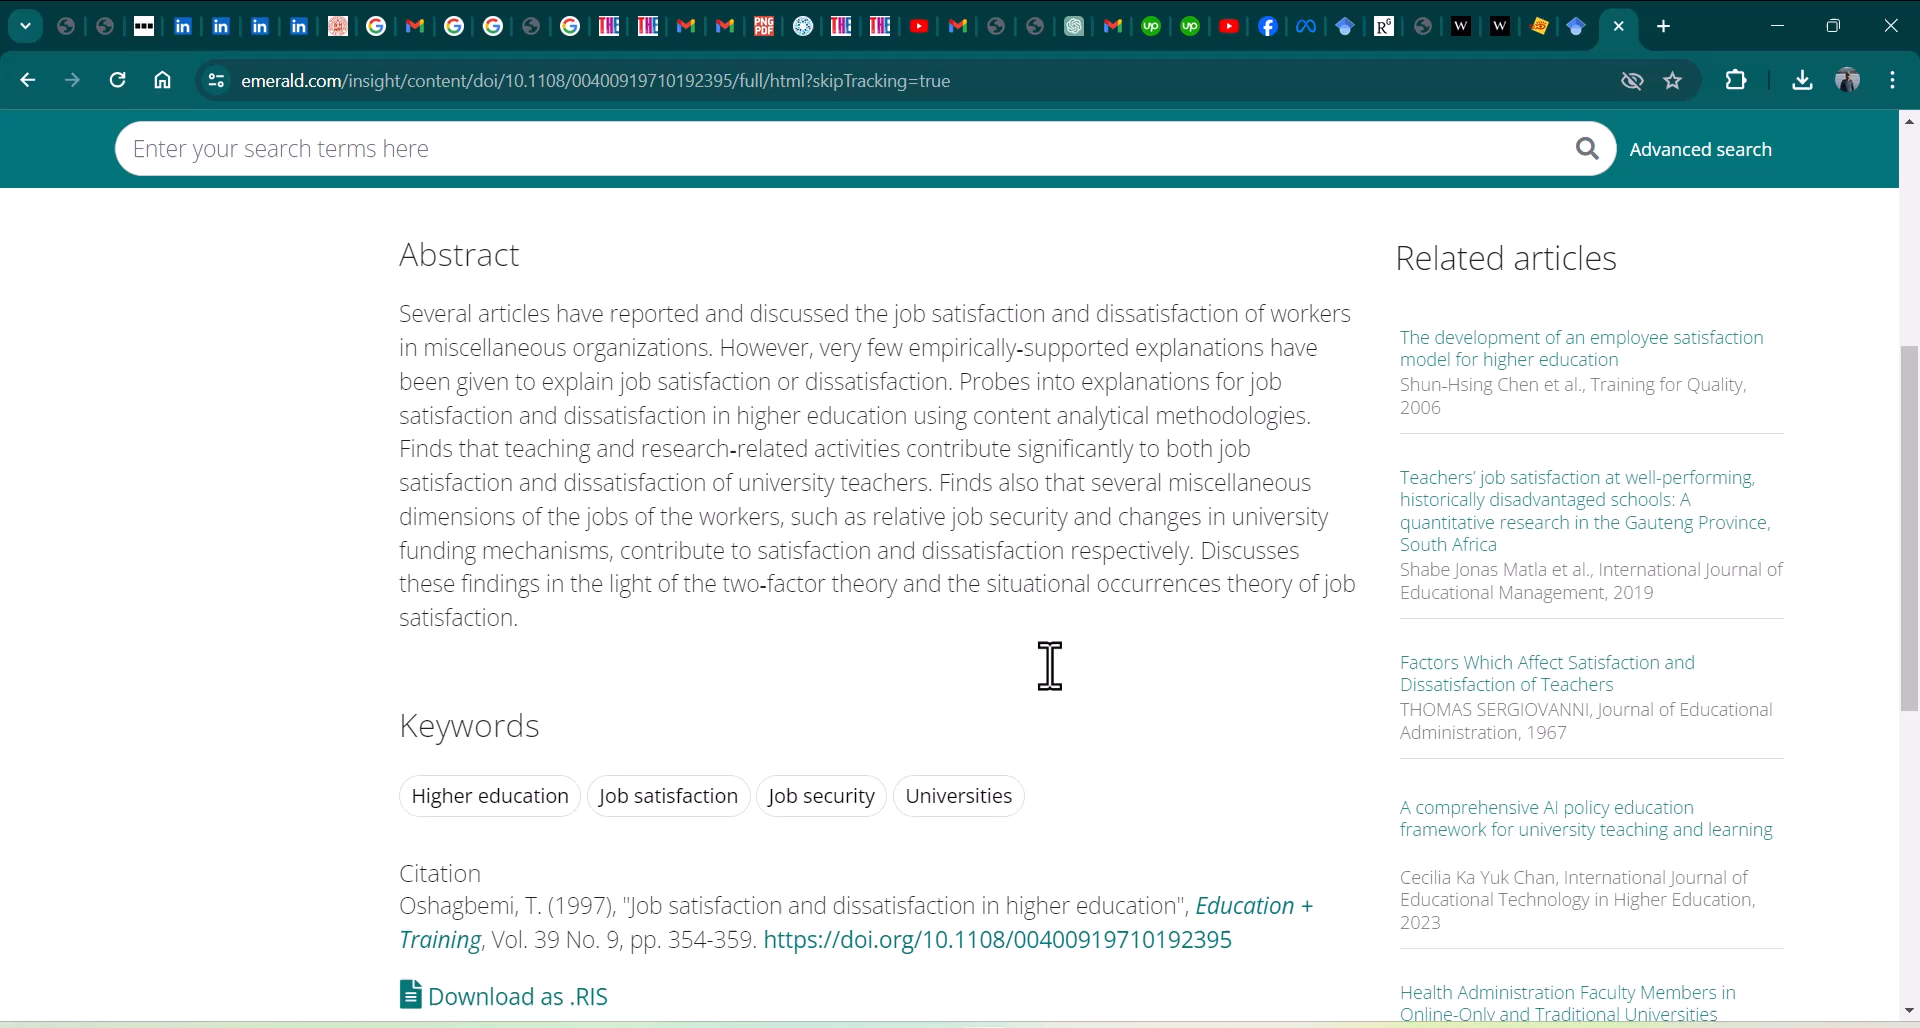 emerald.com/insight/content/doi/10.1108/00400919710192395/full/html?skipTracking=true
Enter your search terms here
Advanced search
Abstract
Several articles have reported and discussed the job satisfaction and dissatisfaction of workers
in miscellaneous organizations. However, very few empirically-supported explanations have
been given to explain job satisfaction or dissatisfaction. Probes into explanations for job
satisfaction and dissatisfaction in higher education using content analytical methodologies.
Finds that teaching and research-related activities contribute significantly to both job
satisfaction and dissatisfaction of university teachers. Finds also that several miscellaneous
dimensions of the jobs of the workers, such as relative job security and changes in university
funding mechanisms, contribute to satisfaction and dissatisfaction respectively. Discusses
these findings in the light of the two-factor theory and the situational occurrences theory of job
satisfaction.
Keywords
Higher education
Job satisfaction
Job security
Universities
Citation
Oshagbemi, T. (1997), "Job satisfaction and dissatisfaction in higher education", Education +
Training, Vol. 39 No. 9, pp. 354-359. https://doi.org/10.1108/00400919710192395
Download as .RIS
Related articles
The development of an employee satisfaction
model for higher education
Shun-Hsing Chen et al., Training for Quality,
2006
Teachers' job satisfaction at well-performing,
historically disadvantaged schools: A
quantitative research in the Gauteng Province,
South Africa
Shabe Jonas Matla et al., International Journal of
Educational Management, 2019
Factors Which Affect Satisfaction and
Dissatisfaction of Teachers
THOMAS SERGIOVANNI, Journal of Educational
Administration, 1967
A comprehensive AI policy education
framework for university teaching and learning
Cecilia Ka Yuk Chan, International Journal of
Educational Technology in Higher Education,
2023
Health Administration Faculty Members in
Online-Only and Traditional Universities